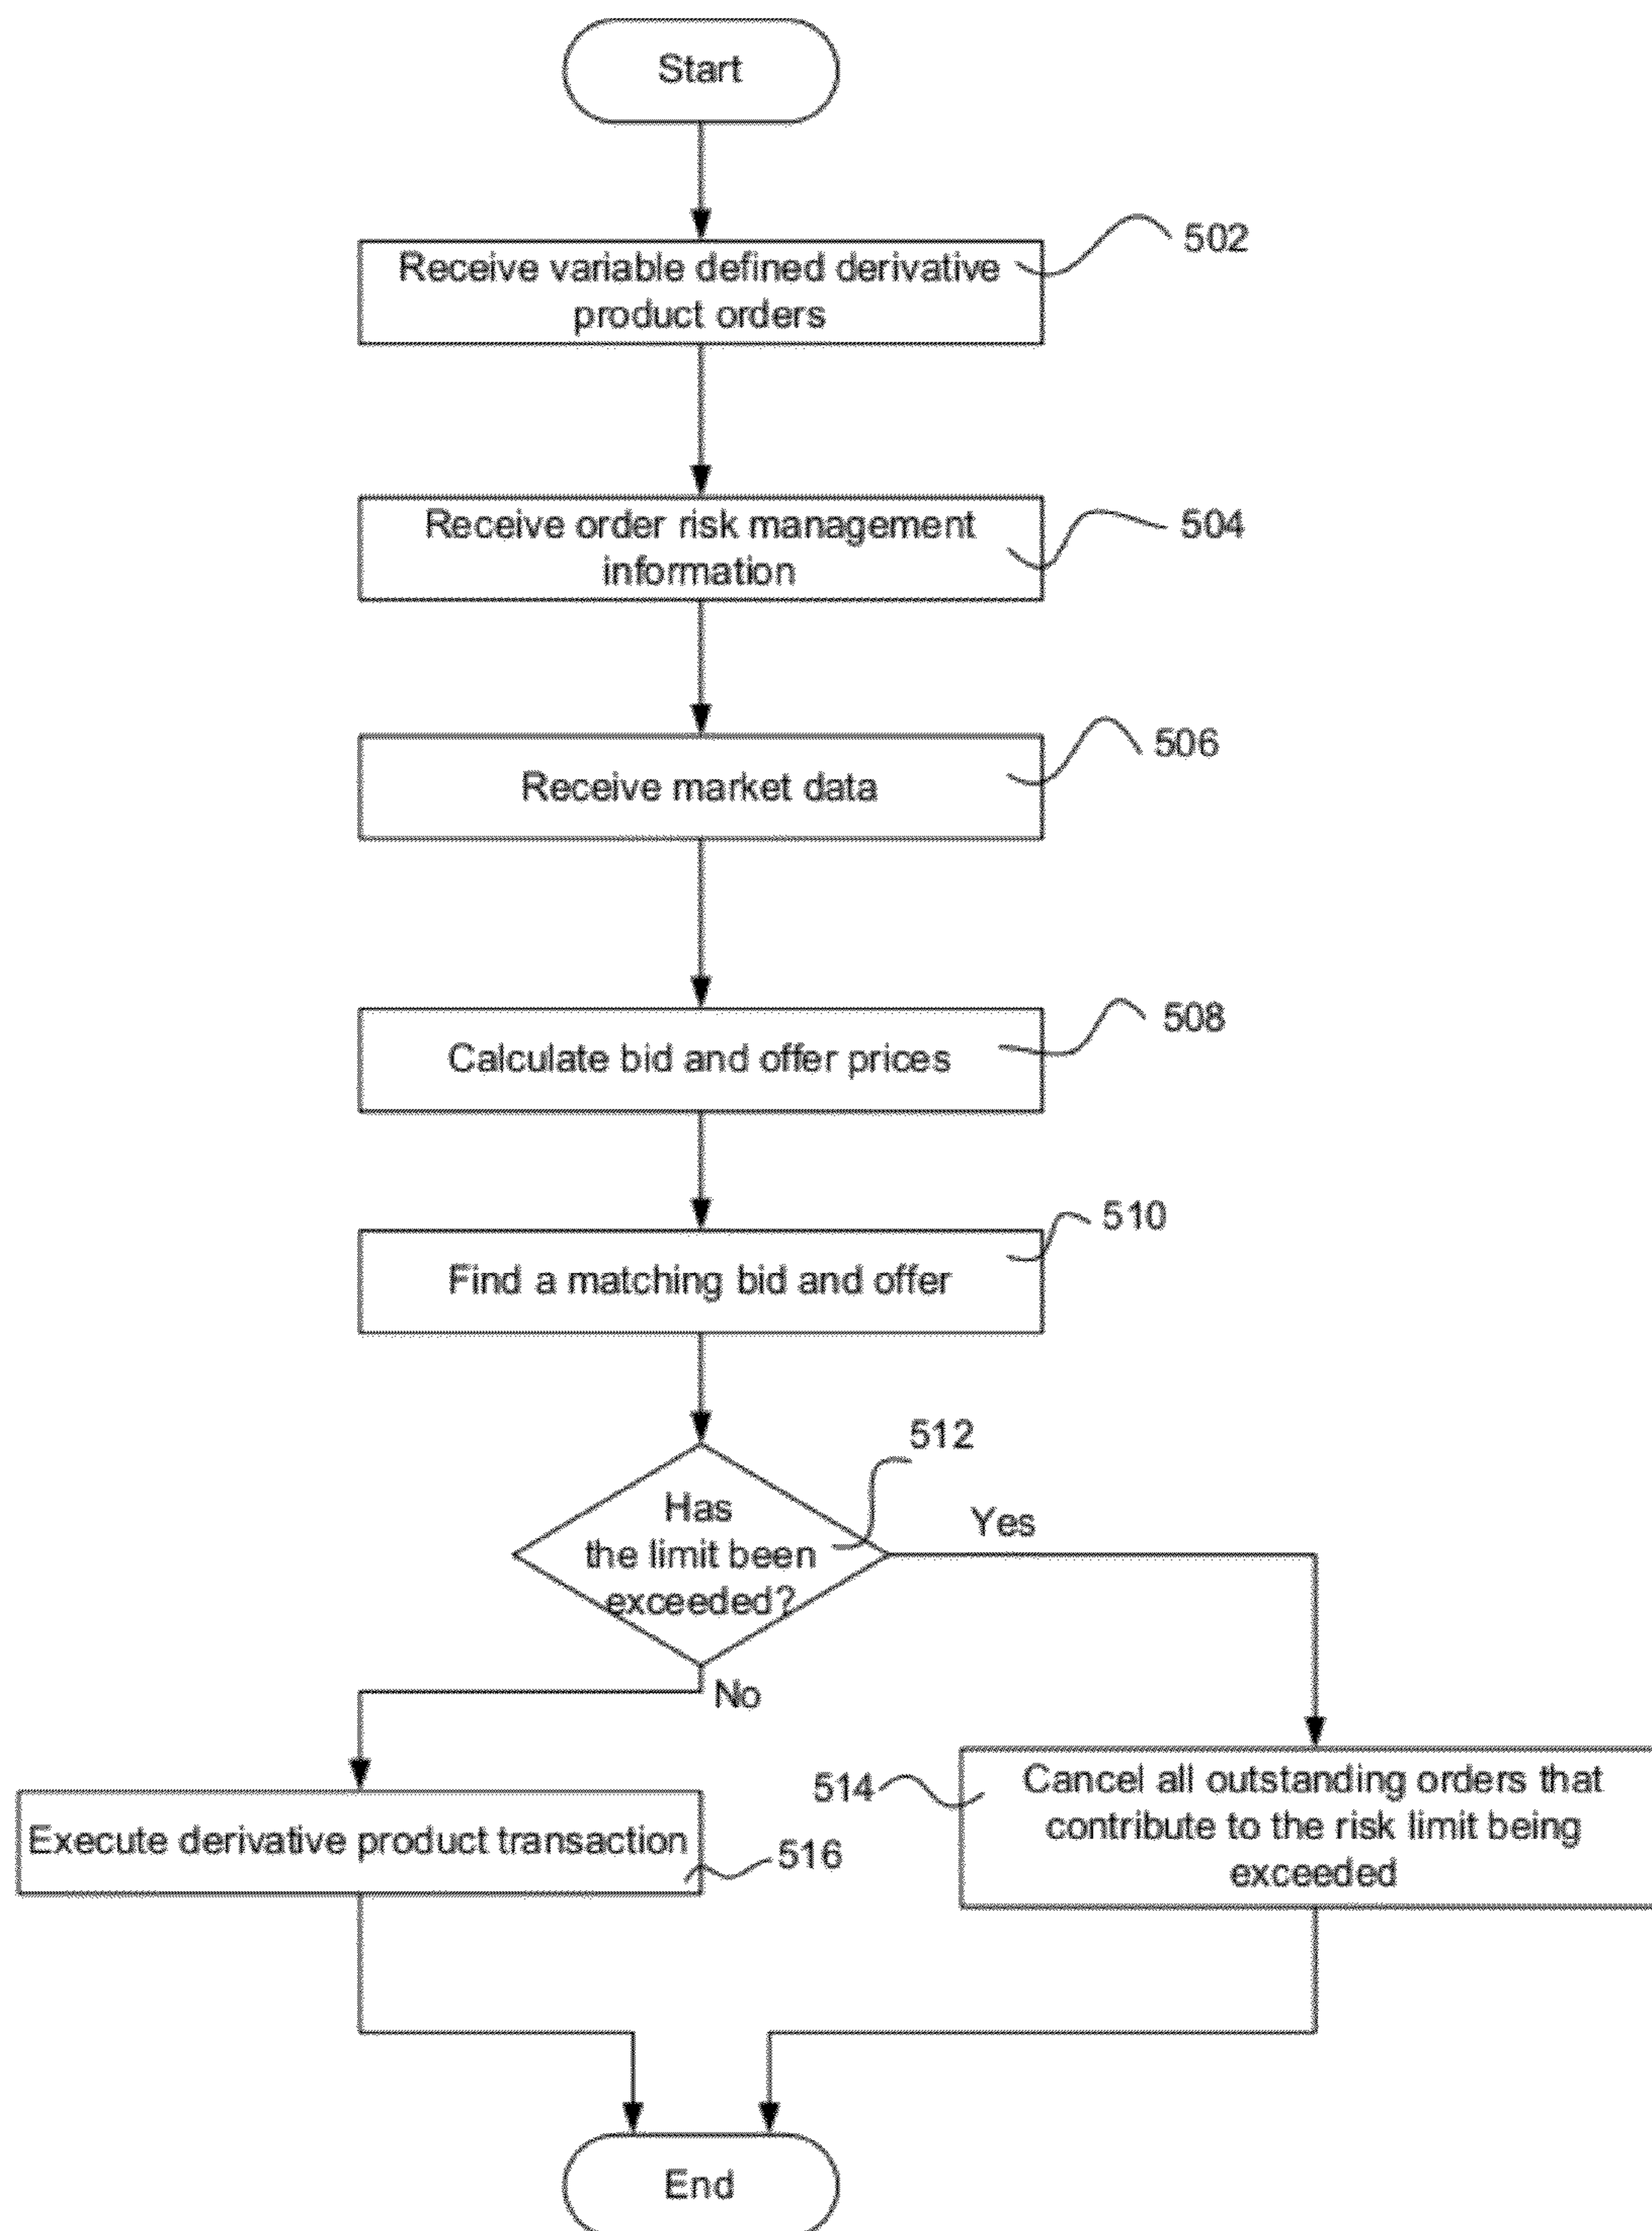 Start
502
Receive variable defined derivative
product orders
504
Receive order risk management
information
506
Receive market data
508
Calculate bid and offer prices
510
Find a matching bid and offer
512
Has
the limit been
exceeded?
Yes
No
514
Cancel all outstanding orders that
contribute to the risk limit being
exceeded
Execute derivative product transaction
516
End